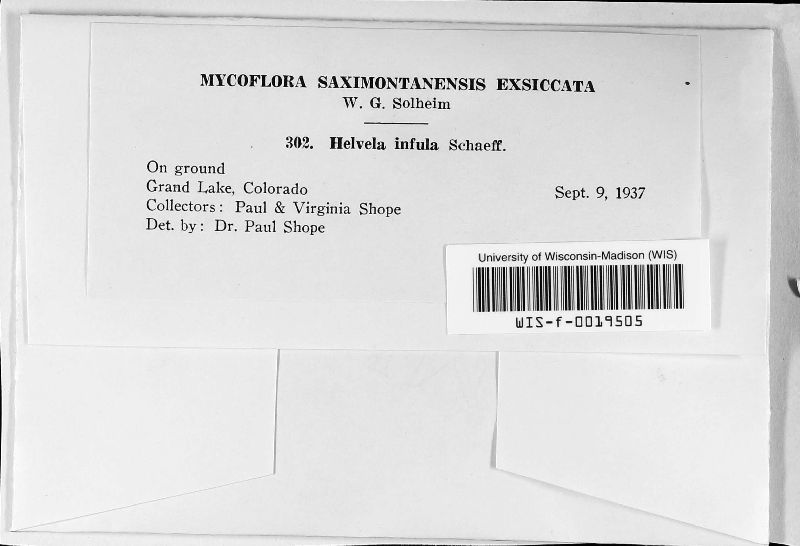 MYCOFLORA SAXIMONTANENSIS EXSICCATA
W. G. Solheim
302. Helvela infula Schaeff.
On ground
Grand Lake, Colorado
Sept. 9, 1937
Collectors: Paul & Virginia Shope
Det. by: Dr. Paul Shope
University of Wisconsin-Madison (WIS)
WIS-f-0019505